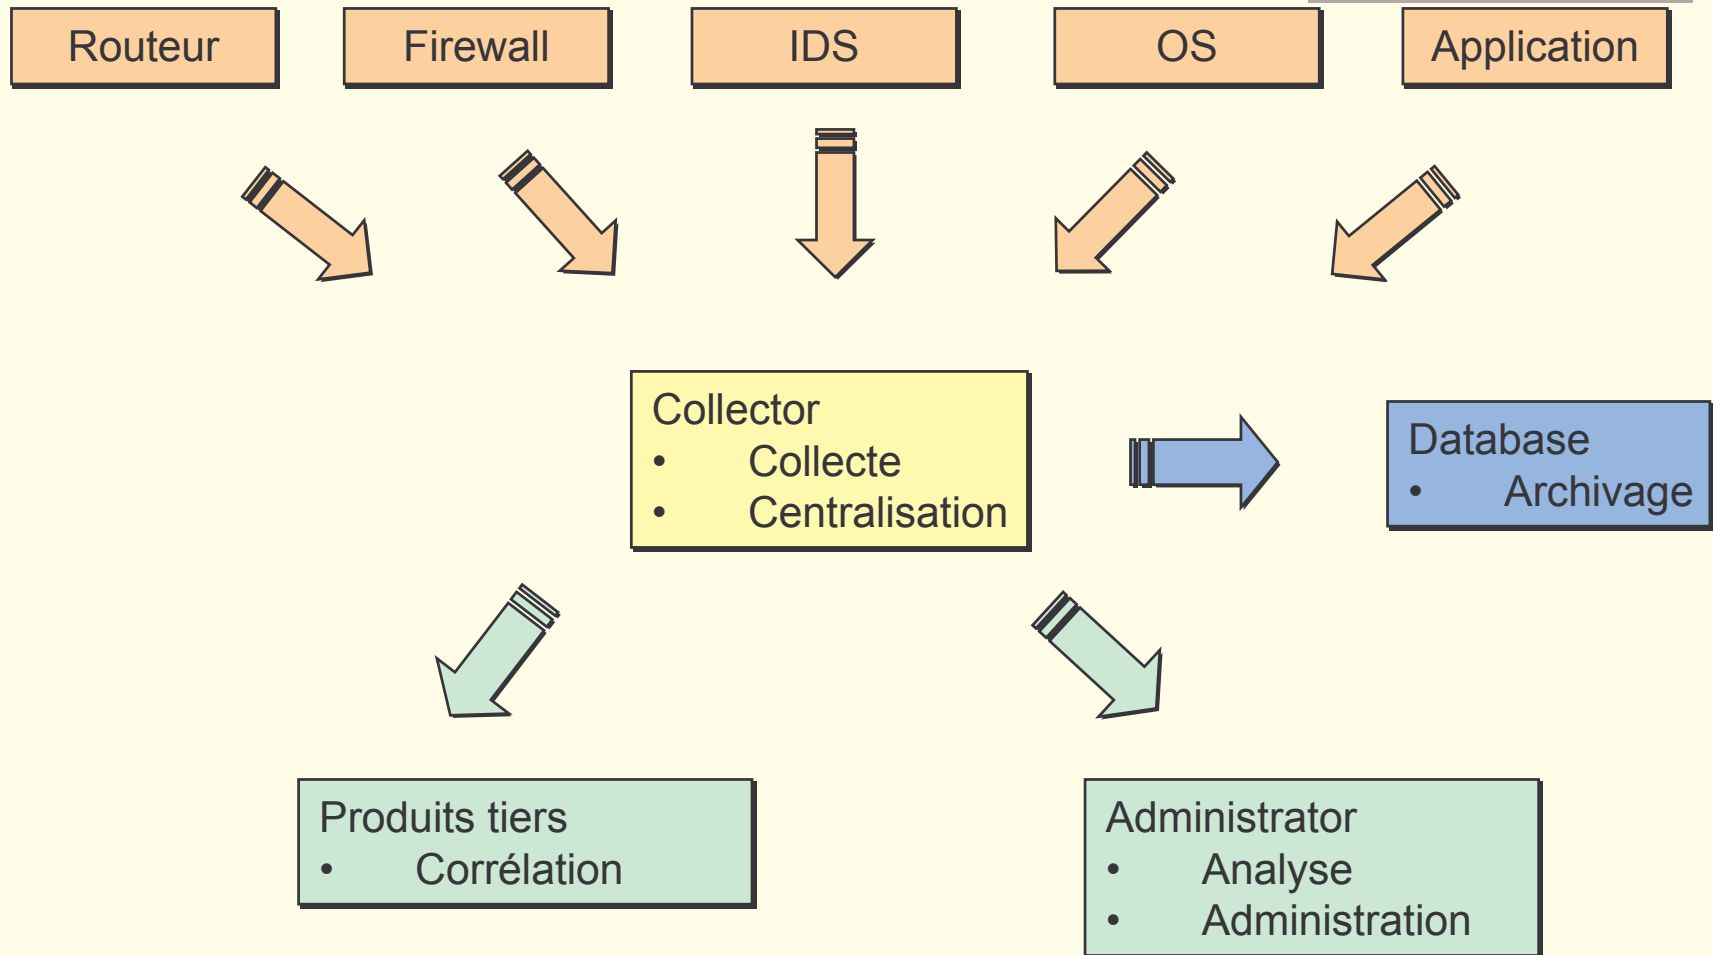 Routeur
Firewall
IDS
OS
Application
Collector
• Collecte
• Centralisation
Database
• Archivage
Produits tiers
• Corrélation
Administrator
• Analyse
• Administration